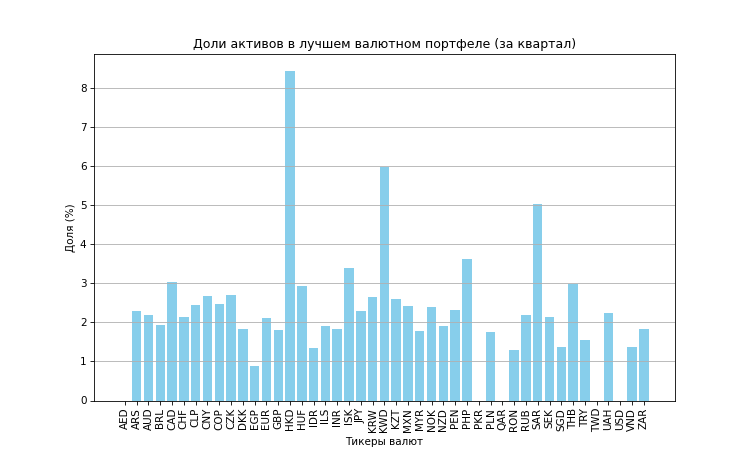 Доли активов в лучшем валютном портфеле (за квартал)
Доля (%)
8
7
6
5
4
3
2
1
0
AED ARS AUD BRL CAD CHF CLP CNY COP CZK DKK EGP EUR GBP HKD HUF IDR ILS INR ISK JPY KRW KWD KZT MXN MYR NOK NZD PEN PHP PKR PLN QAR RON RUB SAR SEK SGD THB TRY TWD UAH USD VND ZAR
Тикеры валют